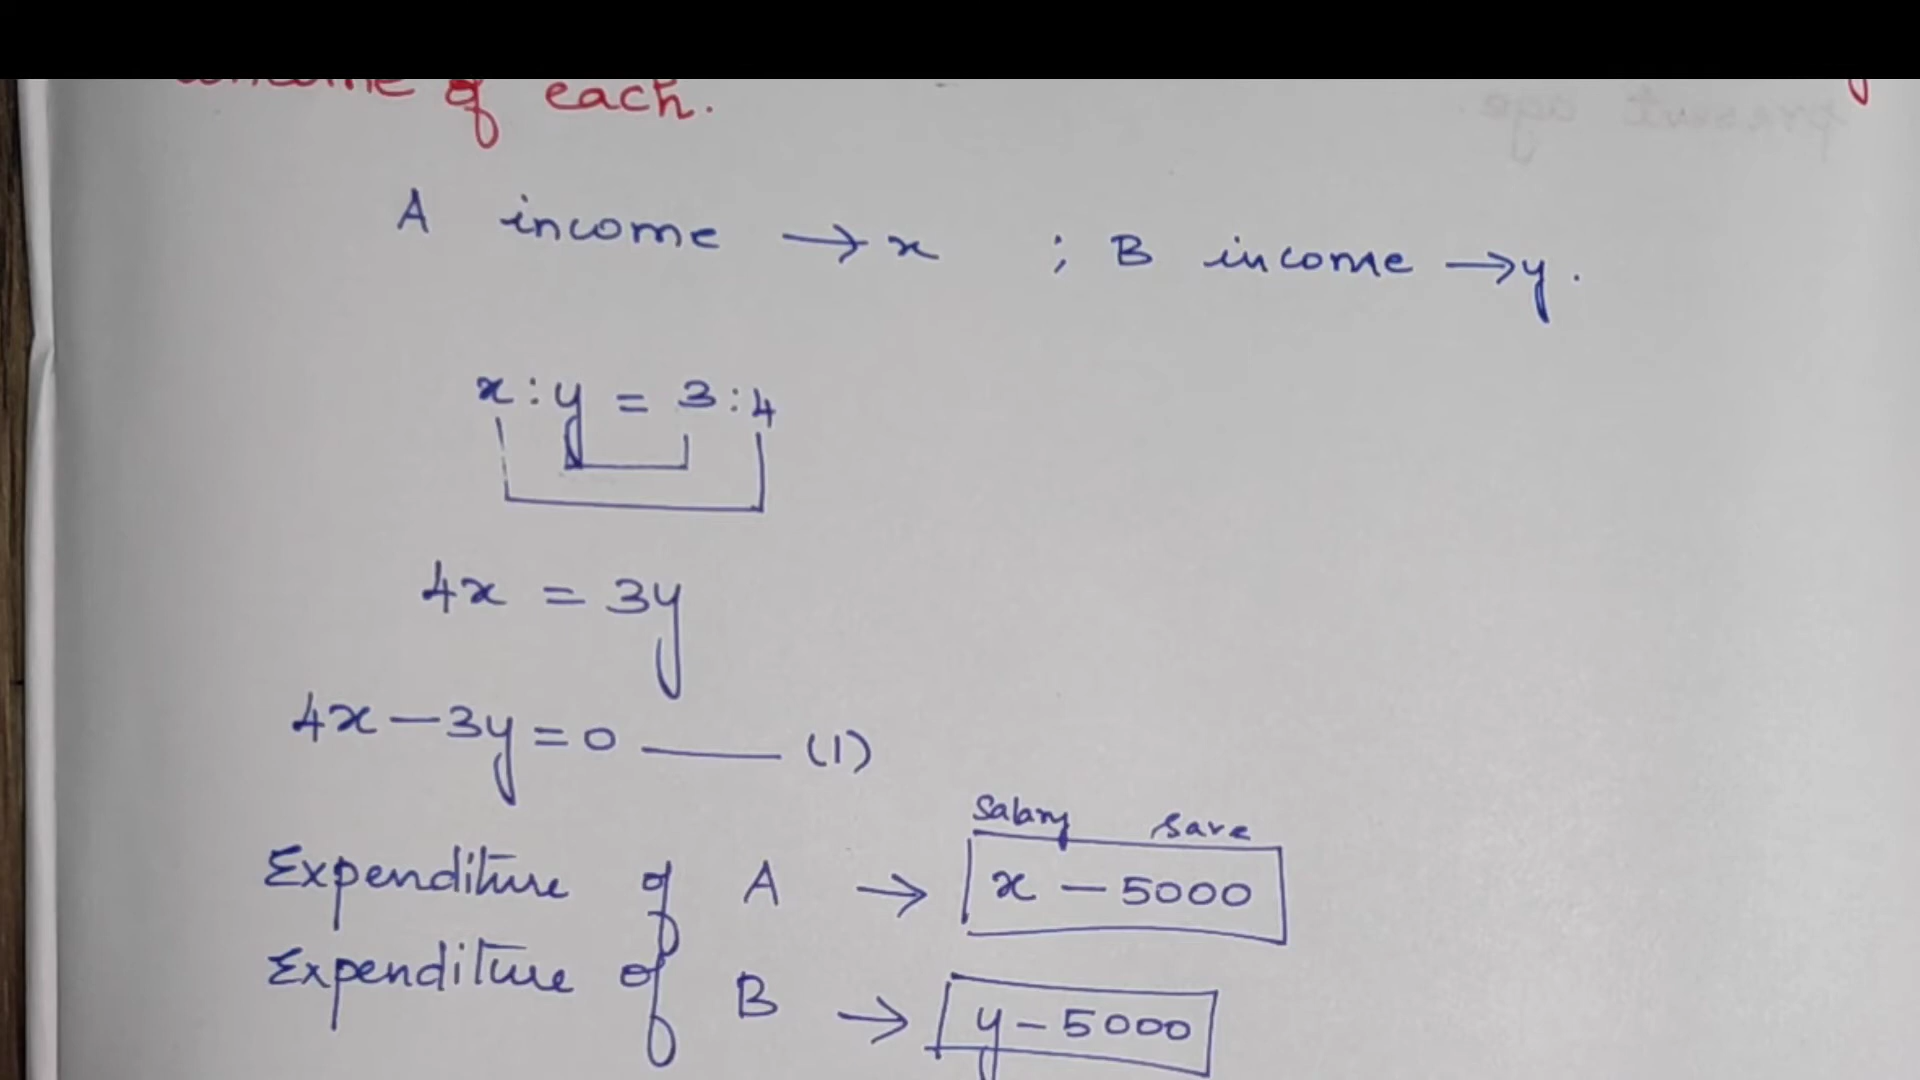 of each.
A income → x ; B income → y.
x : y = 3 : 4
4x = 3y
4x - 3y = 0 —— (1)
Salary save
Expenditure of A → x - 5000
Expenditure of B → y - 5000